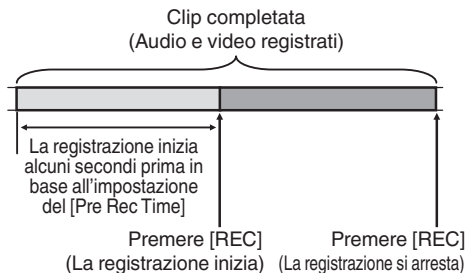 Clip completata
(Audio e video registrati)
La registrazione inizia
alcuni secondi prima in
base all'impostazione
del [Pre Rec Time]
Premere [REC]
(La registrazione inizia)
Premere [REC]
(La registrazione si arresta)